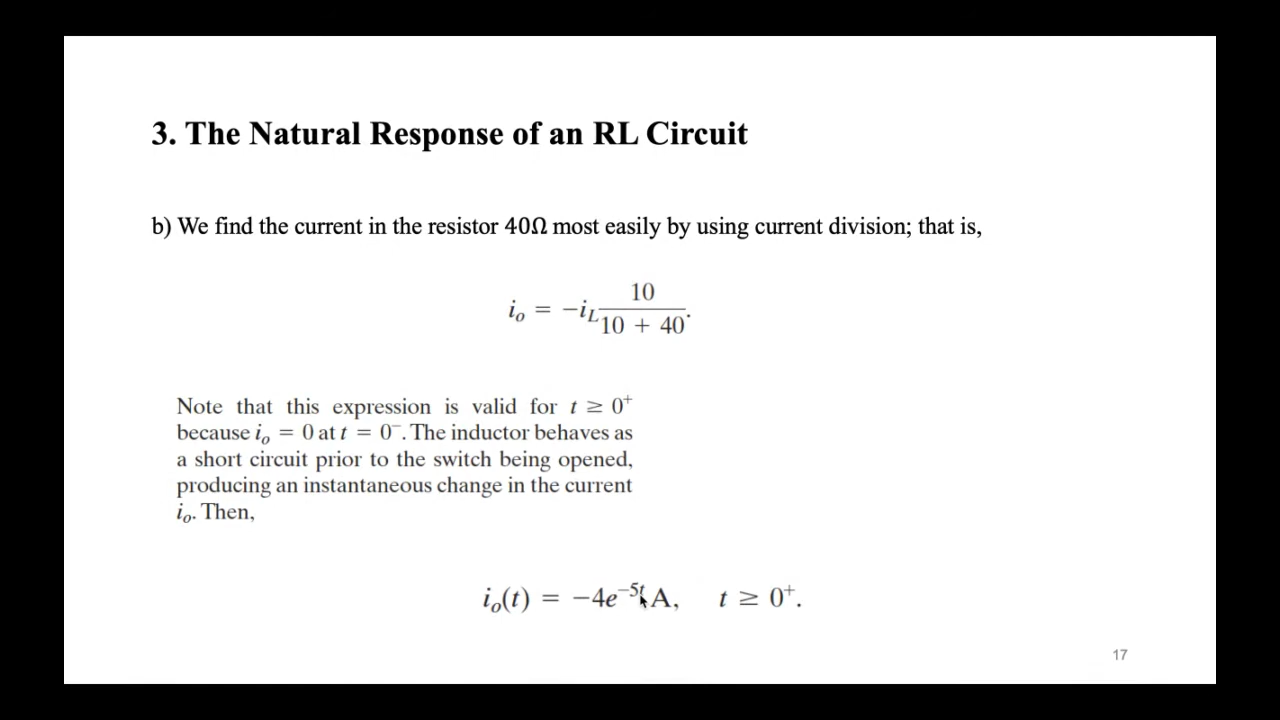 3. The Natural Response of an RL Circuit
b) We find the current in the resistor 40Ω most easily by using current division; that is,
i_o = −i_L 10/(10 + 40).
Note that this expression is valid for t ≥ 0⁺
because i_o = 0 at t = 0⁻. The inductor behaves as
a short circuit prior to the switch being opened,
producing an instantaneous change in the current
i_o. Then,
i_o(t) = −4e^{−5t} A, t ≥ 0⁺.
17